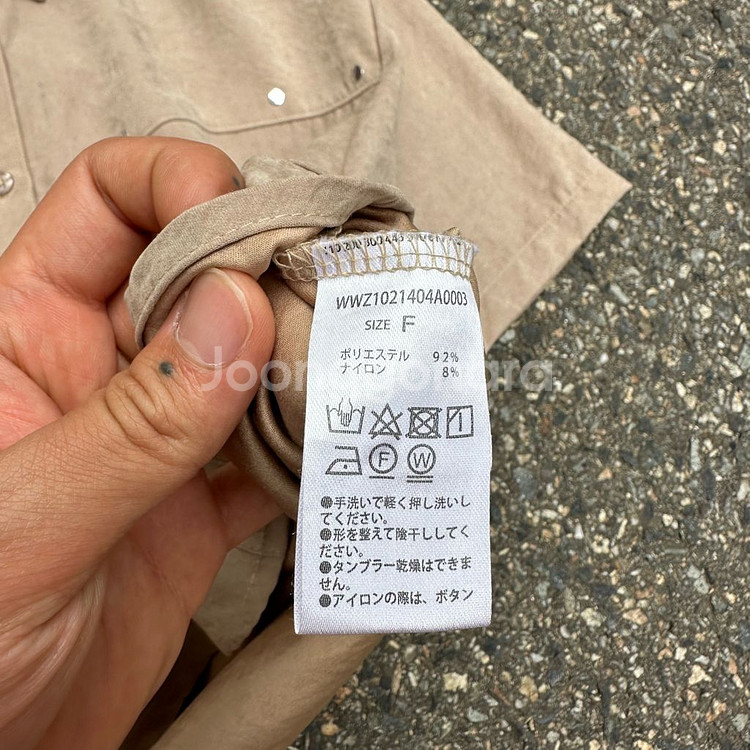 WWZ1021404A0003
SIZE F
ポリエステル 92%
ナイロン 8%
Joonggonara
F W
●手洗いで軽く押し洗いし
てください。
●形を整えて陰干ししてく
ださい。
●タンブラー乾燥はできま
せん。
●アイロンの際は、ボタン